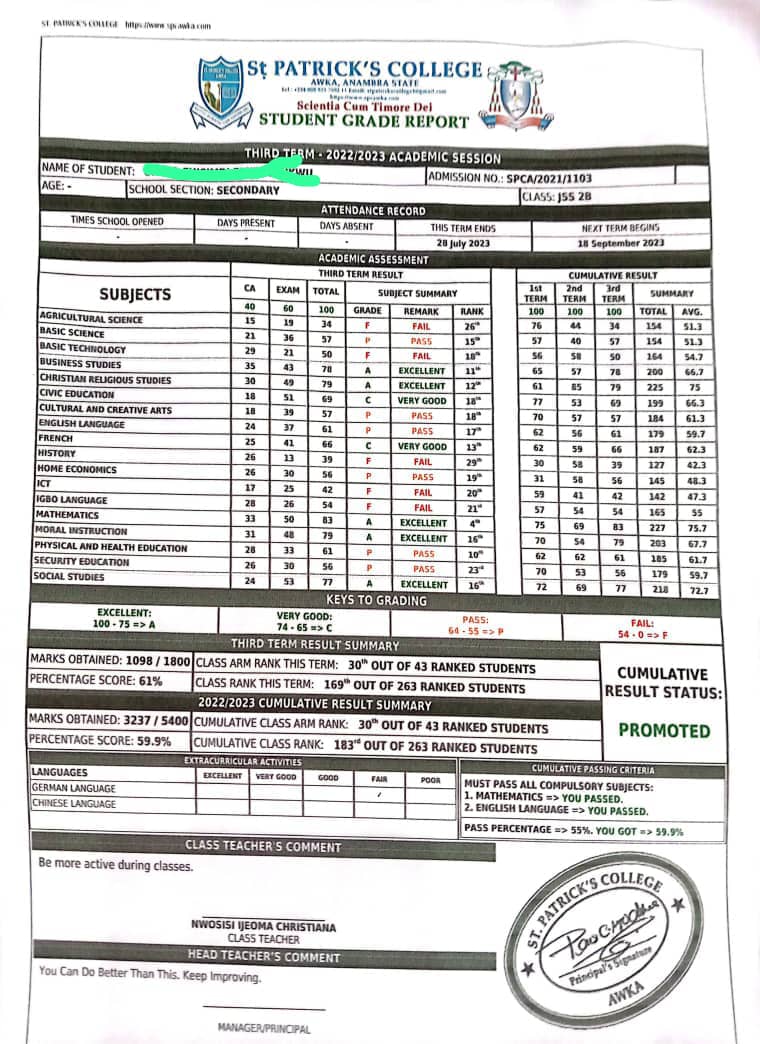 ST. PATRICK'S COLLEGE https://www.spcawka.com
St PATRICK'S COLLEGE
AWKA, ANAMBRA STATE
https://www.spcawka.com
Scientia Cum Timore Dei
STUDENT GRADE REPORT
THIRD TERM - 2022/2023 ACADEMIC SESSION
NAME OF STUDENT: ADMISSION NO.: SPCA/2021/1103
AGE: - SCHOOL SECTION: SECONDARY CLASS: JSS 2B
ATTENDANCE RECORD
TIMES SCHOOL OPENED DAYS PRESENT DAYS ABSENT THIS TERM ENDS NEXT TERM BEGINS
- - - 28 July 2023 18 September 2023
ACADEMIC ASSESSMENT
THIRD TERM RESULT CUMULATIVE RESULT
SUBJECTS CA EXAM TOTAL SUBJECT SUMMARY 1st TERM 2nd TERM 3rd TERM SUMMARY
40 60 100 GRADE REMARK RANK 100 100 100 TOTAL AVG.
AGRICULTURAL SCIENCE 15 19 34 F FAIL 26th 76 44 34 154 51.3
BASIC SCIENCE 21 36 57 P PASS 15th 57 40 57 154 51.3
BASIC TECHNOLOGY 29 21 50 F FAIL 18th 56 58 50 164 54.7
BUSINESS STUDIES 35 43 78 A EXCELLENT 11th 65 57 78 200 66.7
CHRISTIAN RELIGIOUS STUDIES 30 49 79 A EXCELLENT 12th 61 85 79 225 75
CIVIC EDUCATION 18 51 69 C VERY GOOD 18th 77 53 69 199 66.3
CULTURAL AND CREATIVE ARTS 18 39 57 P PASS 18th 70 57 57 184 61.3
ENGLISH LANGUAGE 24 37 61 P PASS 17th 62 56 61 179 59.7
FRENCH 25 41 66 C VERY GOOD 13th 62 59 66 187 62.3
HISTORY 26 13 39 F FAIL 29th 30 58 39 127 42.3
HOME ECONOMICS 26 30 56 P PASS 19th 31 58 56 145 48.3
ICT 17 25 42 F FAIL 20th 59 41 42 142 47.3
IGBO LANGUAGE 28 26 54 F FAIL 21st 57 54 54 165 55
MATHEMATICS 33 50 83 A EXCELLENT 4th 75 69 83 227 75.7
MORAL INSTRUCTION 31 48 79 A EXCELLENT 16th 70 54 79 203 67.7
PHYSICAL AND HEALTH EDUCATION 28 33 61 P PASS 10th 62 62 61 185 61.7
SECURITY EDUCATION 26 30 56 P PASS 23rd 70 53 56 179 59.7
SOCIAL STUDIES 24 53 77 A EXCELLENT 16th 72 69 77 218 72.7
KEYS TO GRADING
EXCELLENT: VERY GOOD: PASS: FAIL:
100 - 75 => A 74 - 65 => C 64 - 55 => P 54 - 0 => F
THIRD TERM RESULT SUMMARY
MARKS OBTAINED: 1098 / 1800 CLASS ARM RANK THIS TERM: 30th OUT OF 43 RANKED STUDENTS
PERCENTAGE SCORE: 61% CLASS RANK THIS TERM: 169th OUT OF 263 RANKED STUDENTS
2022/2023 CUMULATIVE RESULT SUMMARY
MARKS OBTAINED: 3237 / 5400 CUMULATIVE CLASS ARM RANK: 30th OUT OF 43 RANKED STUDENTS
PERCENTAGE SCORE: 59.9% CUMULATIVE CLASS RANK: 183rd OUT OF 263 RANKED STUDENTS
CUMULATIVE
RESULT STATUS:
PROMOTED
EXTRACURRICULAR ACTIVITIES
LANGUAGES EXCELLENT VERY GOOD GOOD FAIR POOR
GERMAN LANGUAGE /
CHINESE LANGUAGE
CUMULATIVE PASSING CRITERIA
MUST PASS ALL COMPULSORY SUBJECTS:
1. MATHEMATICS => YOU PASSED.
2. ENGLISH LANGUAGE => YOU PASSED.
PASS PERCENTAGE => 55%. YOU GOT => 59.9%
CLASS TEACHER'S COMMENT
Be more active during classes.
NWOSISI IJEOMA CHRISTIANA
CLASS TEACHER
HEAD TEACHER'S COMMENT
You Can Do Better Than This. Keep Improving.
MANAGER/PRINCIPAL
ST. PATRICK'S COLLEGE
Principal's Signature
AWKA